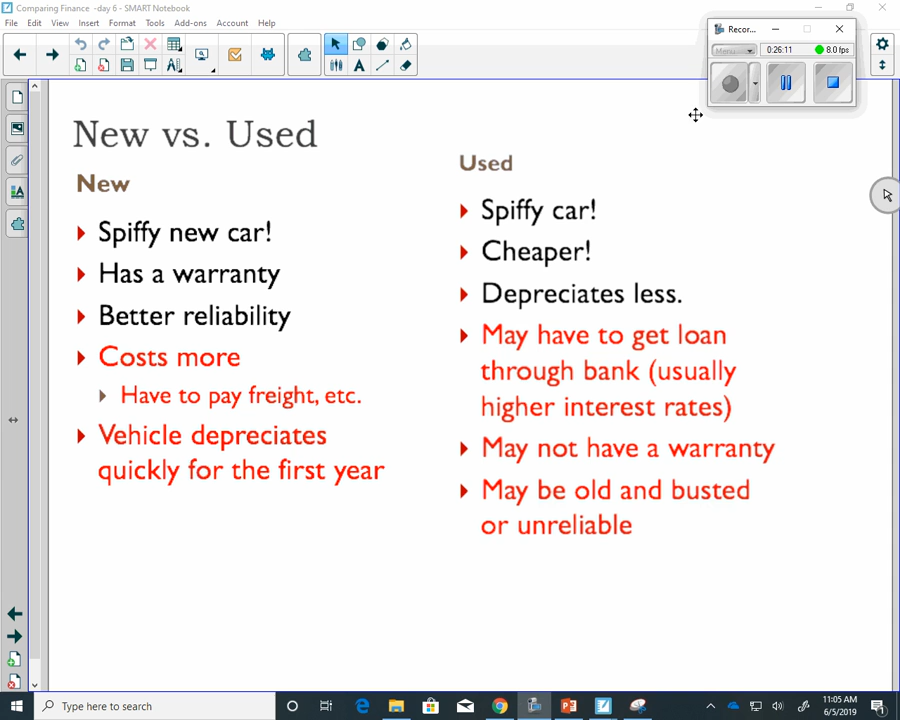 Comparing Finance -day 6 - SMART Notebook
File Edit View Insert Format Tools Add-ons Account Help
Recor...
Menu
0:26:11
8.0 fps
New vs. Used
New
Spiffy new car!
Has a warranty
Better reliability
Costs more
Have to pay freight, etc.
Vehicle depreciates
quickly for the first year
Used
Spiffy car!
Cheaper!
Depreciates less.
May have to get loan
through bank (usually
higher interest rates)
May not have a warranty
May be old and busted
or unreliable
Type here to search
11:05 AM
6/5/2019